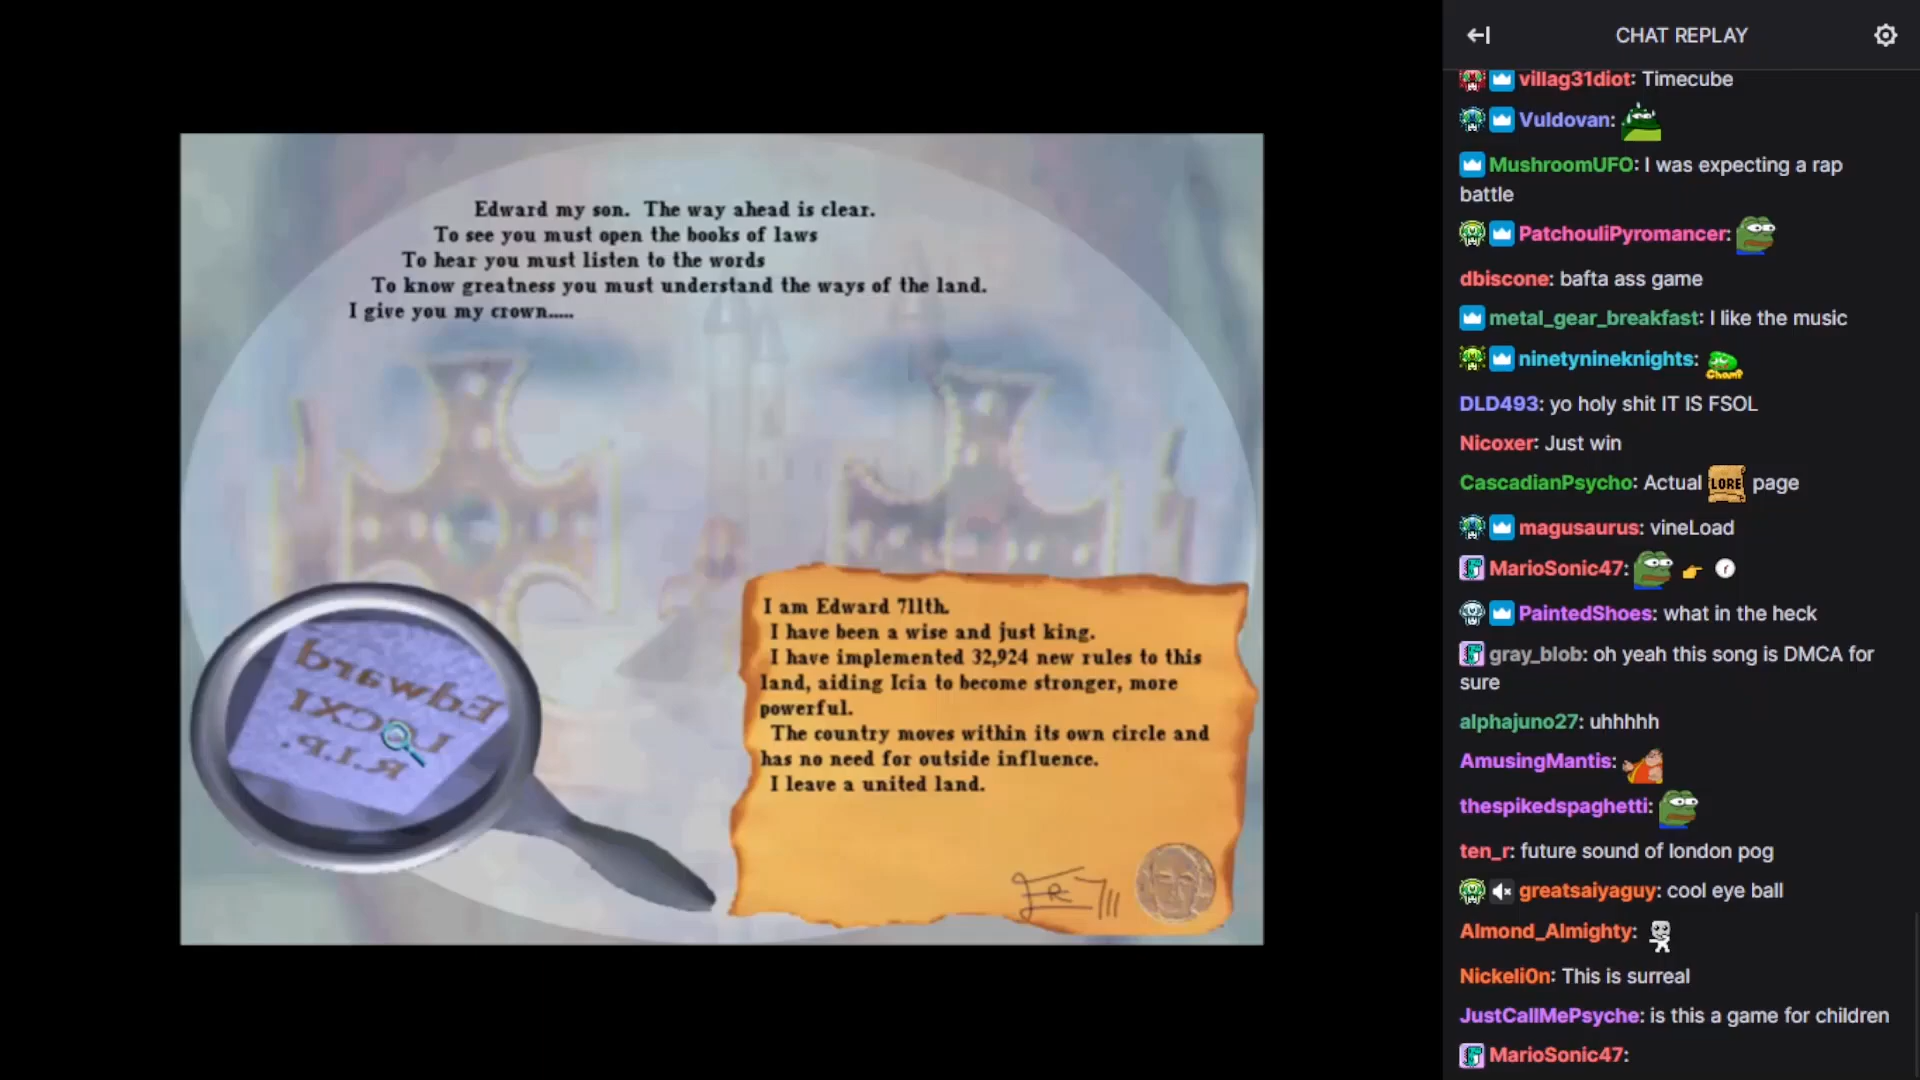 Edward my son. The way ahead is clear.
To see you must open the books of laws
To hear you must listen to the words
To know greatness you must understand the ways of the land.
I give you my crown.....
Edward
R.I.P.
I am Edward 711th.
I have been a wise and just king.
I have implemented 32,924 new rules to this
land, aiding Icia to become stronger, more
powerful.
The country moves within its own circle and
has no need for outside influence.
I leave a united land.
CHAT REPLAY
villag31diot: Timecube
Vuldovan:
MushroomUFO: I was expecting a rap
battle
PatchouliPyromancer:
dbiscone: bafta ass game
metal_gear_breakfast: I like the music
ninetynineknights:
DLD493: yo holy shit IT IS FSOL
Nicoxer: Just win
CascadianPsycho: Actual LORE page
magusaurus: vineLoad
MarioSonic47:
PaintedShoes: what in the heck
gray_blob: oh yeah this song is DMCA for
sure
alphajuno27: uhhhhh
AmusingMantis:
thespikedspaghetti:
ten_r: future sound of london pog
greatsaiyaguy: cool eye ball
Almond_Almighty:
Nickeli0n: This is surreal
JustCallMePsyche: is this a game for children
MarioSonic47: